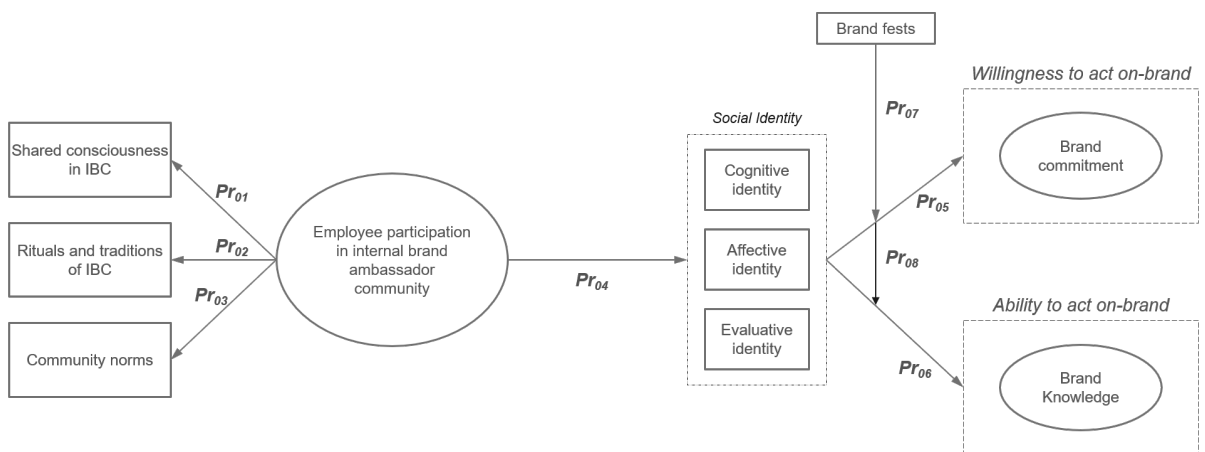 Brand fests
Willingness to act on-brand
Pr07
Social Identity
Shared consciousness
in IBC
Cognitive
identity
Brand
commitment
Pr01
Pr05
Employee participation
in internal brand
ambassador
community
Rituals and traditions
of IBC
Pr02
Affective
identity
Pr08
Pr04
Pr03
Ability to act on-brand
Community norms
Evaluative
identity
Pr06
Brand
Knowledge